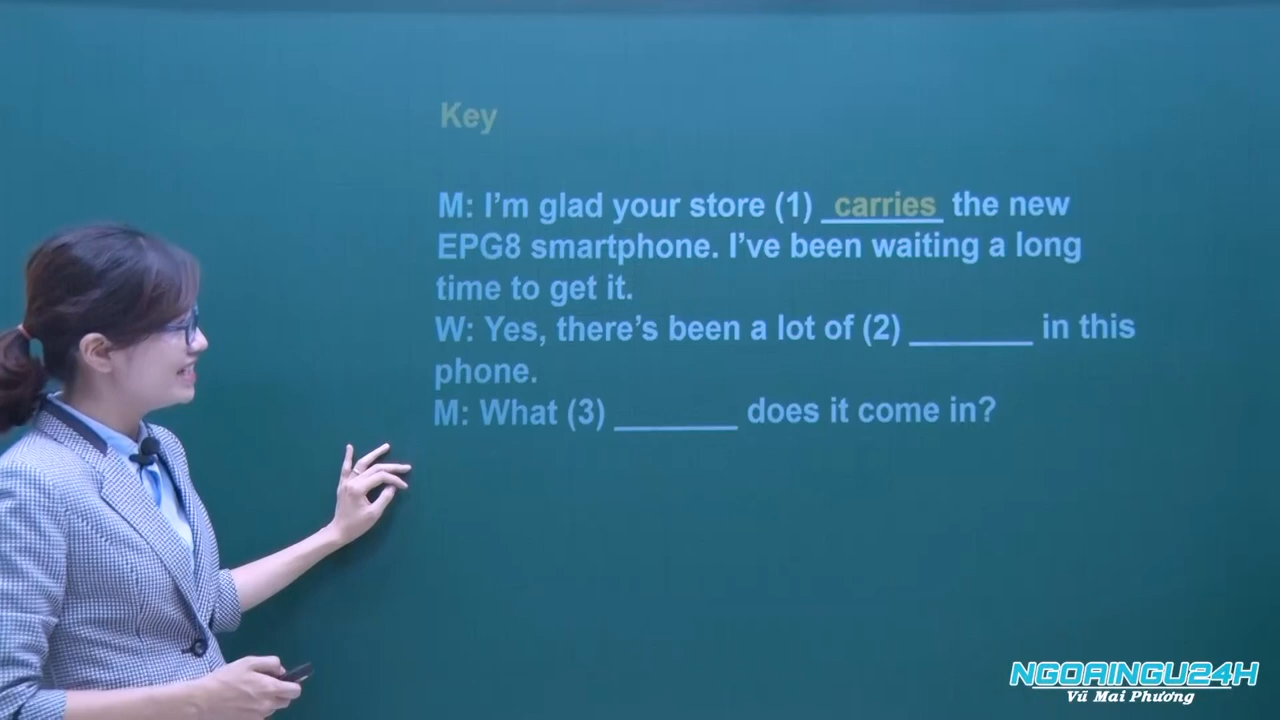 Key
M: I'm glad your store (1) carries the new
EPG8 smartphone. I've been waiting a long
time to get it.
W: Yes, there's been a lot of (2) _______ in this
phone.
M: What (3) _______ does it come in?
NGOAINGU24H
Vũ Mai Phương